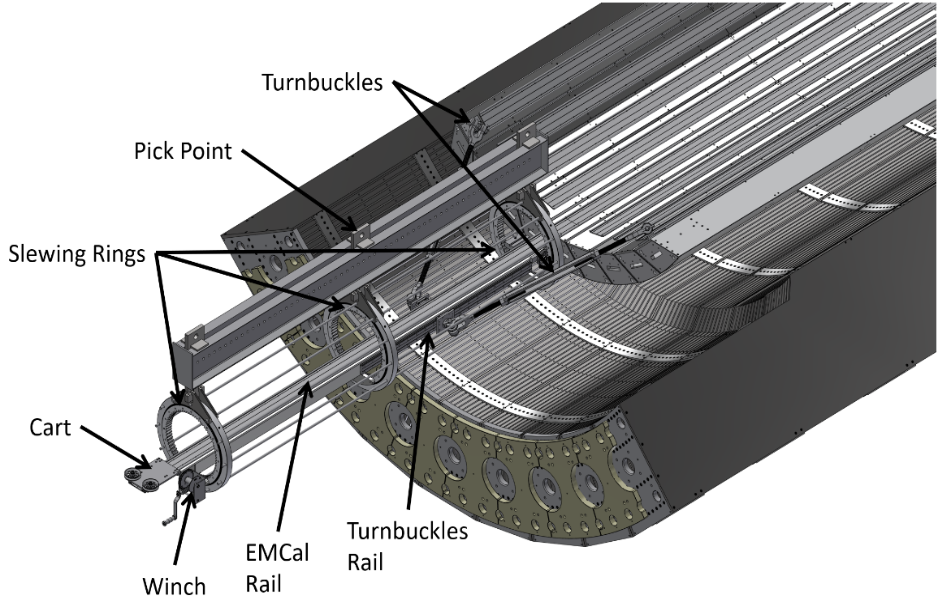 Turnbuckles
Pick Point
Slewing Rings
Cart
Winch
EMCal
Rail
Turnbuckles
Rail